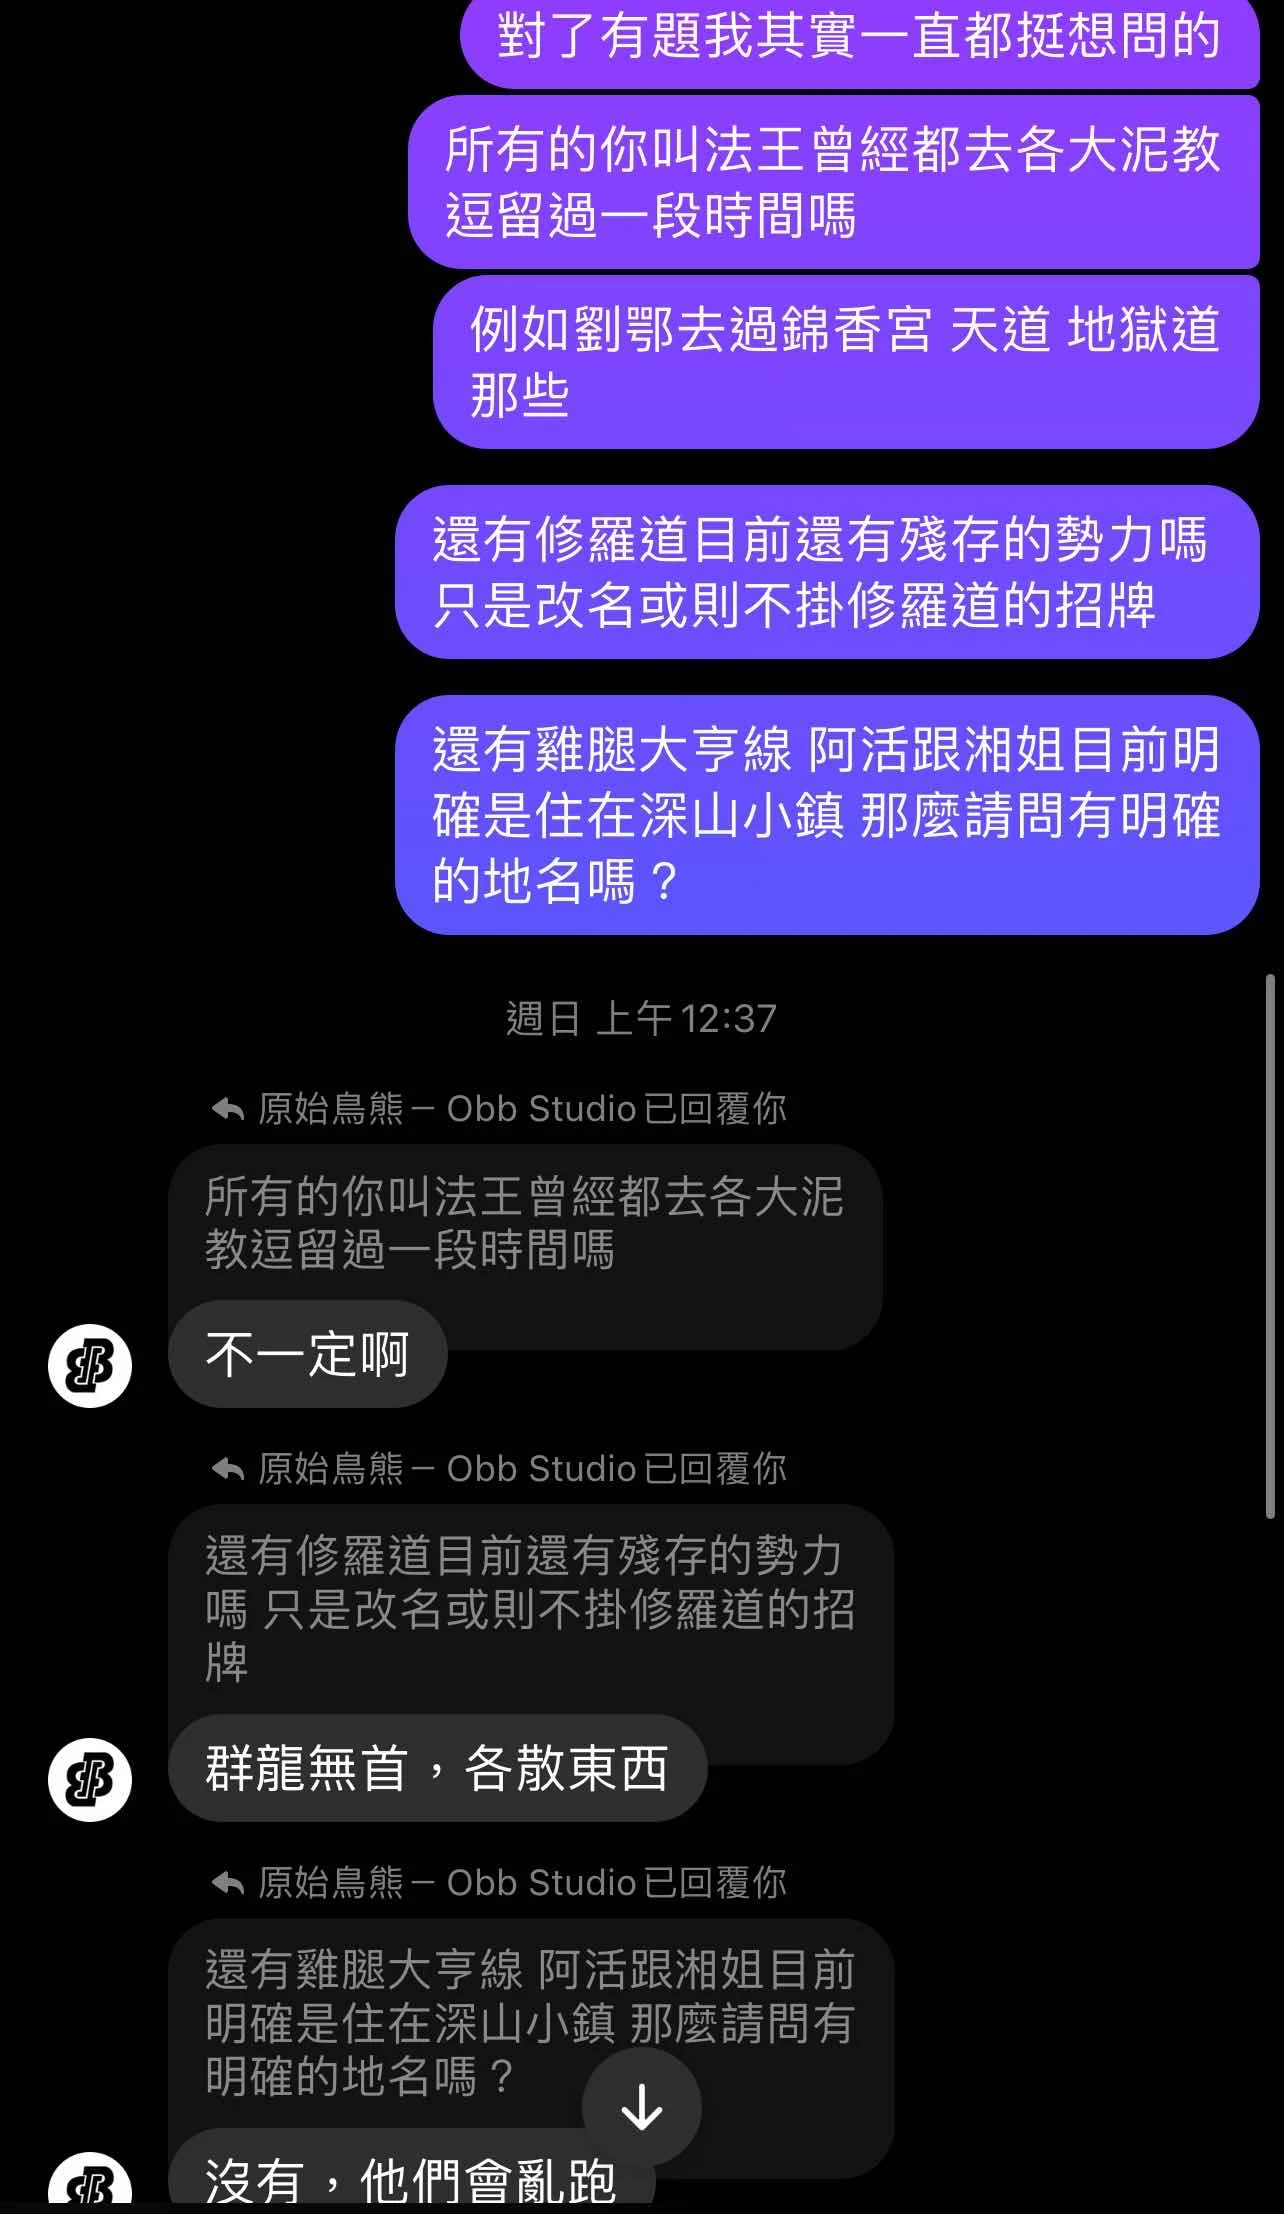 對了有題我其實一直都挺想問的
所有的你叫法王曾經都去各大泥教
逗留過一段時間嗎
例如劉鄂去過錦香宮 天道 地獄道
那些
還有修羅道目前還有殘存的勢力嗎
只是改名或則不掛修羅道的招牌
還有雞腿大亨線 阿活跟湘姐目前明
確是住在深山小鎮 那麼請問有明確
的地名嗎？
週日 上午12:37
原始鳥熊－ Obb Studio已回覆你
所有的你叫法王曾經都去各大泥
教逗留過一段時間嗎
不一定啊
原始鳥熊－ Obb Studio已回覆你
還有修羅道目前還有殘存的勢力
嗎 只是改名或則不掛修羅道的招
牌
群龍無首，各散東西
原始鳥熊－ Obb Studio已回覆你
還有雞腿大亨線 阿活跟湘姐目前
明確是住在深山小鎮 那麼請問有
明確的地名嗎？
沒有，他們會亂跑